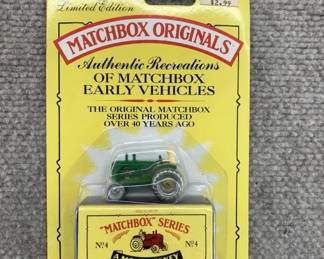 Limited Edition
$2.99
MATCHBOX ORIGINALS
Authentic Recreations
OF MATCHBOX
EARLY VEHICLES
THE ORIGINAL MATCHBOX
SERIES PRODUCED
OVER 40 YEARS AGO
"MATCHBOX" SERIES
Nº4 Nº4